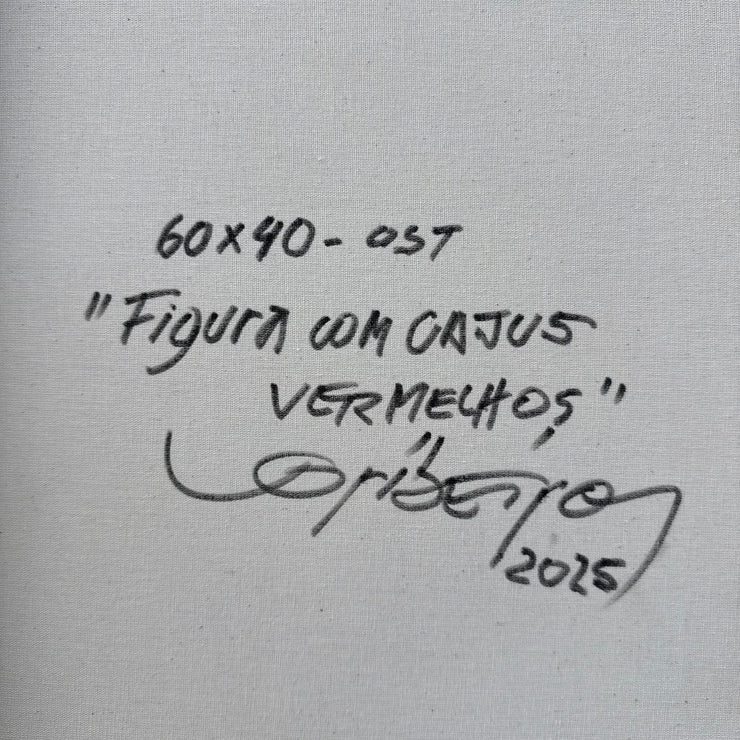 60x40 - OST
"FigurA COM CAJUS
VERMELHOS"
2025